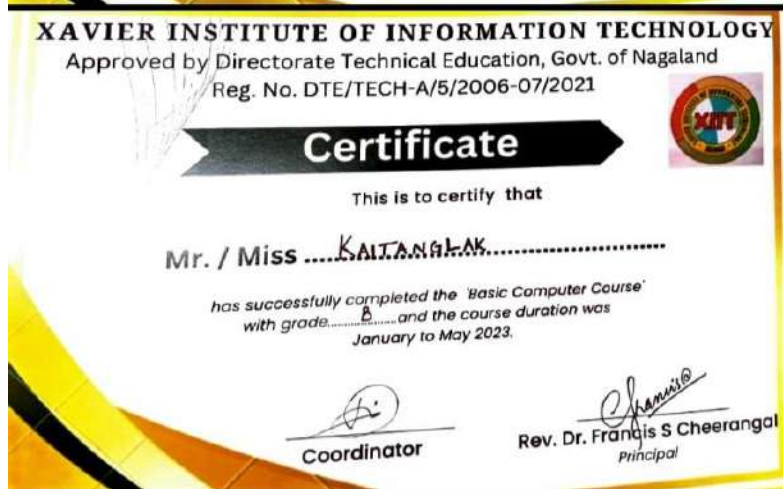 XAVIER INSTITUTE OF INFORMATION TECHNOLOGY
Approved by Directorate Technical Education, Govt. of Nagaland
Reg. No. DTE/TECH-A/5/2006-07/2021
XIIT
Certificate
This is to certify that
Mr. / Miss ......KAITANGLAK..............................
has successfully completed the 'Basic Computer Course'
with grade..........B........and the course duration was
January to May 2023.
Coordinator
Rev. Dr. Francis S Cheerangal
Principal